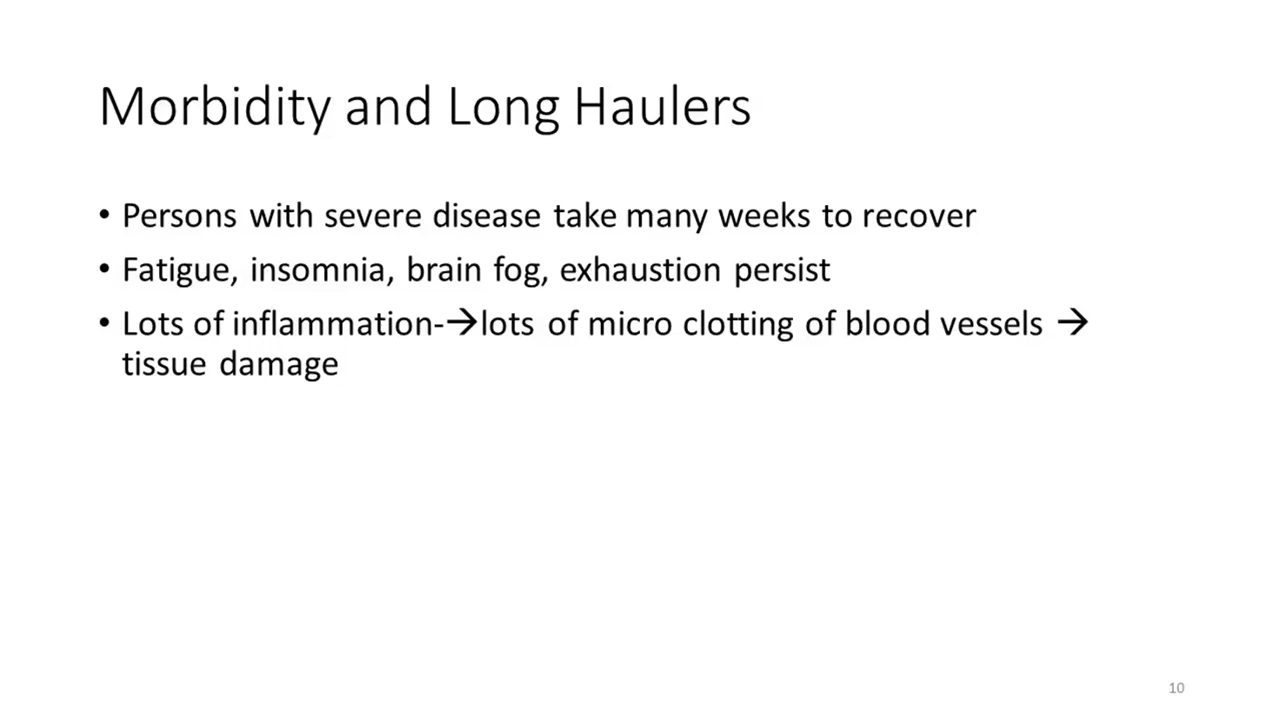 Morbidity and Long Haulers
• Persons with severe disease take many weeks to recover
• Fatigue, insomnia, brain fog, exhaustion persist
• Lots of inflammation-→lots of micro clotting of blood vessels →
tissue damage
10